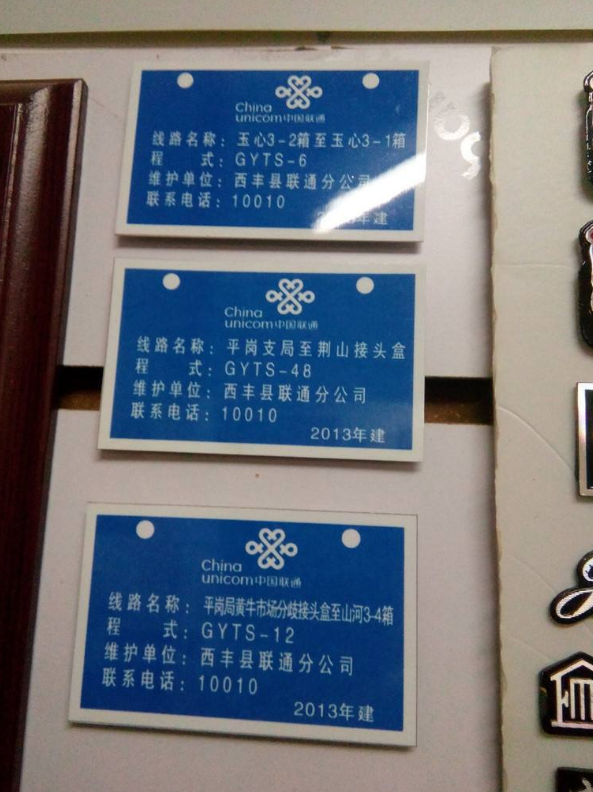 China
unicom中国联通
线路名称：玉心3-2箱至玉心3-1箱
程 式：GYTS-6
维护单位：西丰县联通分公司
联系电话：10010
年建
China
unicom中国联通
线路名称：平岗支局至荆山接头盒
程 式：GYTS-48
维护单位：西丰县联通分公司
联系电话：10010
2013年建
China
unicom中国联通
线路名称：平岗局黄牛市场分歧接头盒至山河3-4箱
程 式：GYTS-12
维护单位：西丰县联通分公司
联系电话：10010
2013年建